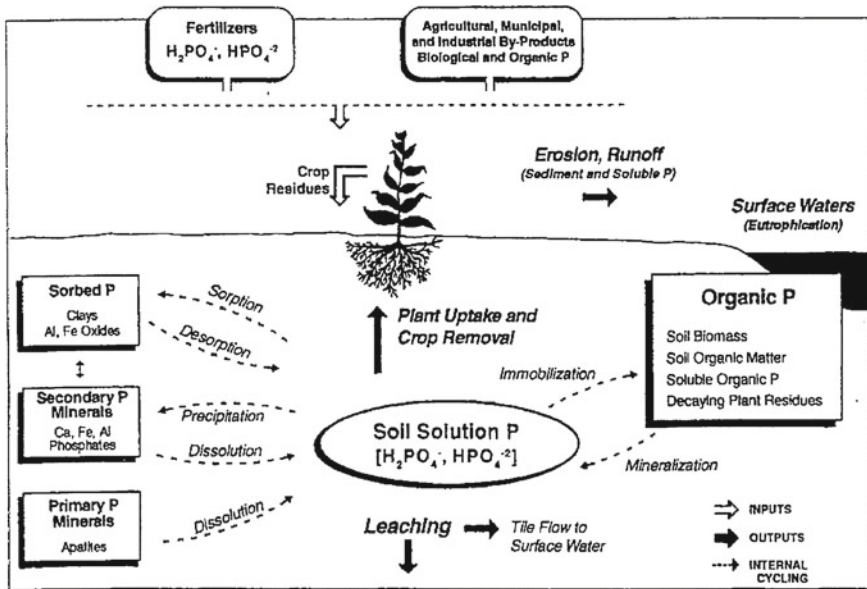 Fertilizers
H₂PO₄⁻, HPO₄⁻²
Agricultural, Municipal,
and Industrial By-Products
Biological and Organic P
Crop
Residues
Erosion, Runoff
(Sediment and Soluble P)
Surface Waters
(Eutrophication)
Sorbed P
Clays
Al, Fe Oxides
Sorption
Desorption
Plant Uptake and
Crop Removal
Organic P
Soil Biomass
Soil Organic Matter
Soluble Organic P
Decaying Plant Residues
Immobilization
Secondary P
Minerals
Ca, Fe, Al
Phosphates
Precipitation
Dissolution
Soil Solution P
[H₂PO₄⁻, HPO₄⁻²]
Mineralization
Primary P
Minerals
Apatites
Dissolution
Leaching
Tile Flow to
Surface Water
INPUTS
OUTPUTS
INTERNAL
CYCLING